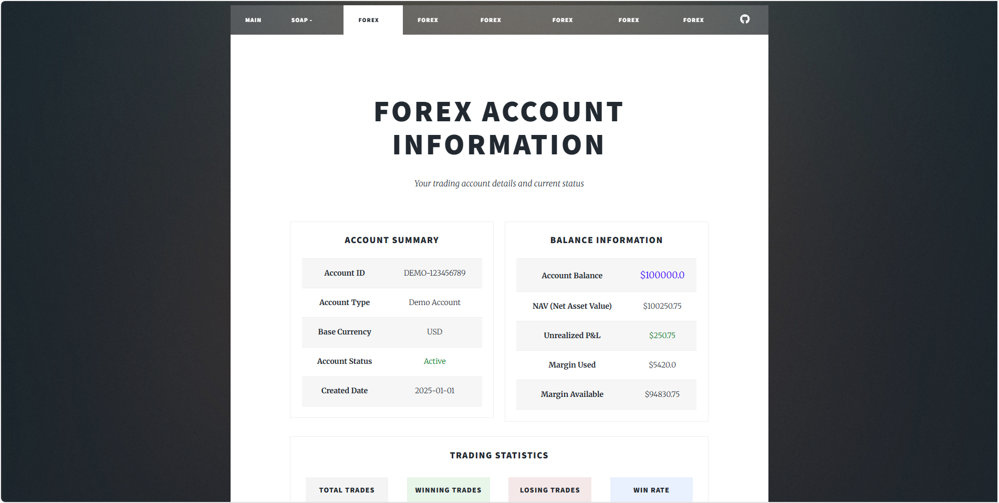 MAIN SOAP - FOREX FOREX FOREX FOREX FOREX FOREX
FOREX ACCOUNT
INFORMATION
Your trading account details and current status
ACCOUNT SUMMARY
Account ID DEMO-123456789
Account Type Demo Account
Base Currency USD
Account Status Active
Created Date 2025-01-01
BALANCE INFORMATION
Account Balance $100000.0
NAV (Net Asset Value) $100250.75
Unrealized P&L $250.75
Margin Used $5420.0
Margin Available $94830.75
TRADING STATISTICS
TOTAL TRADES WINNING TRADES LOSING TRADES WIN RATE